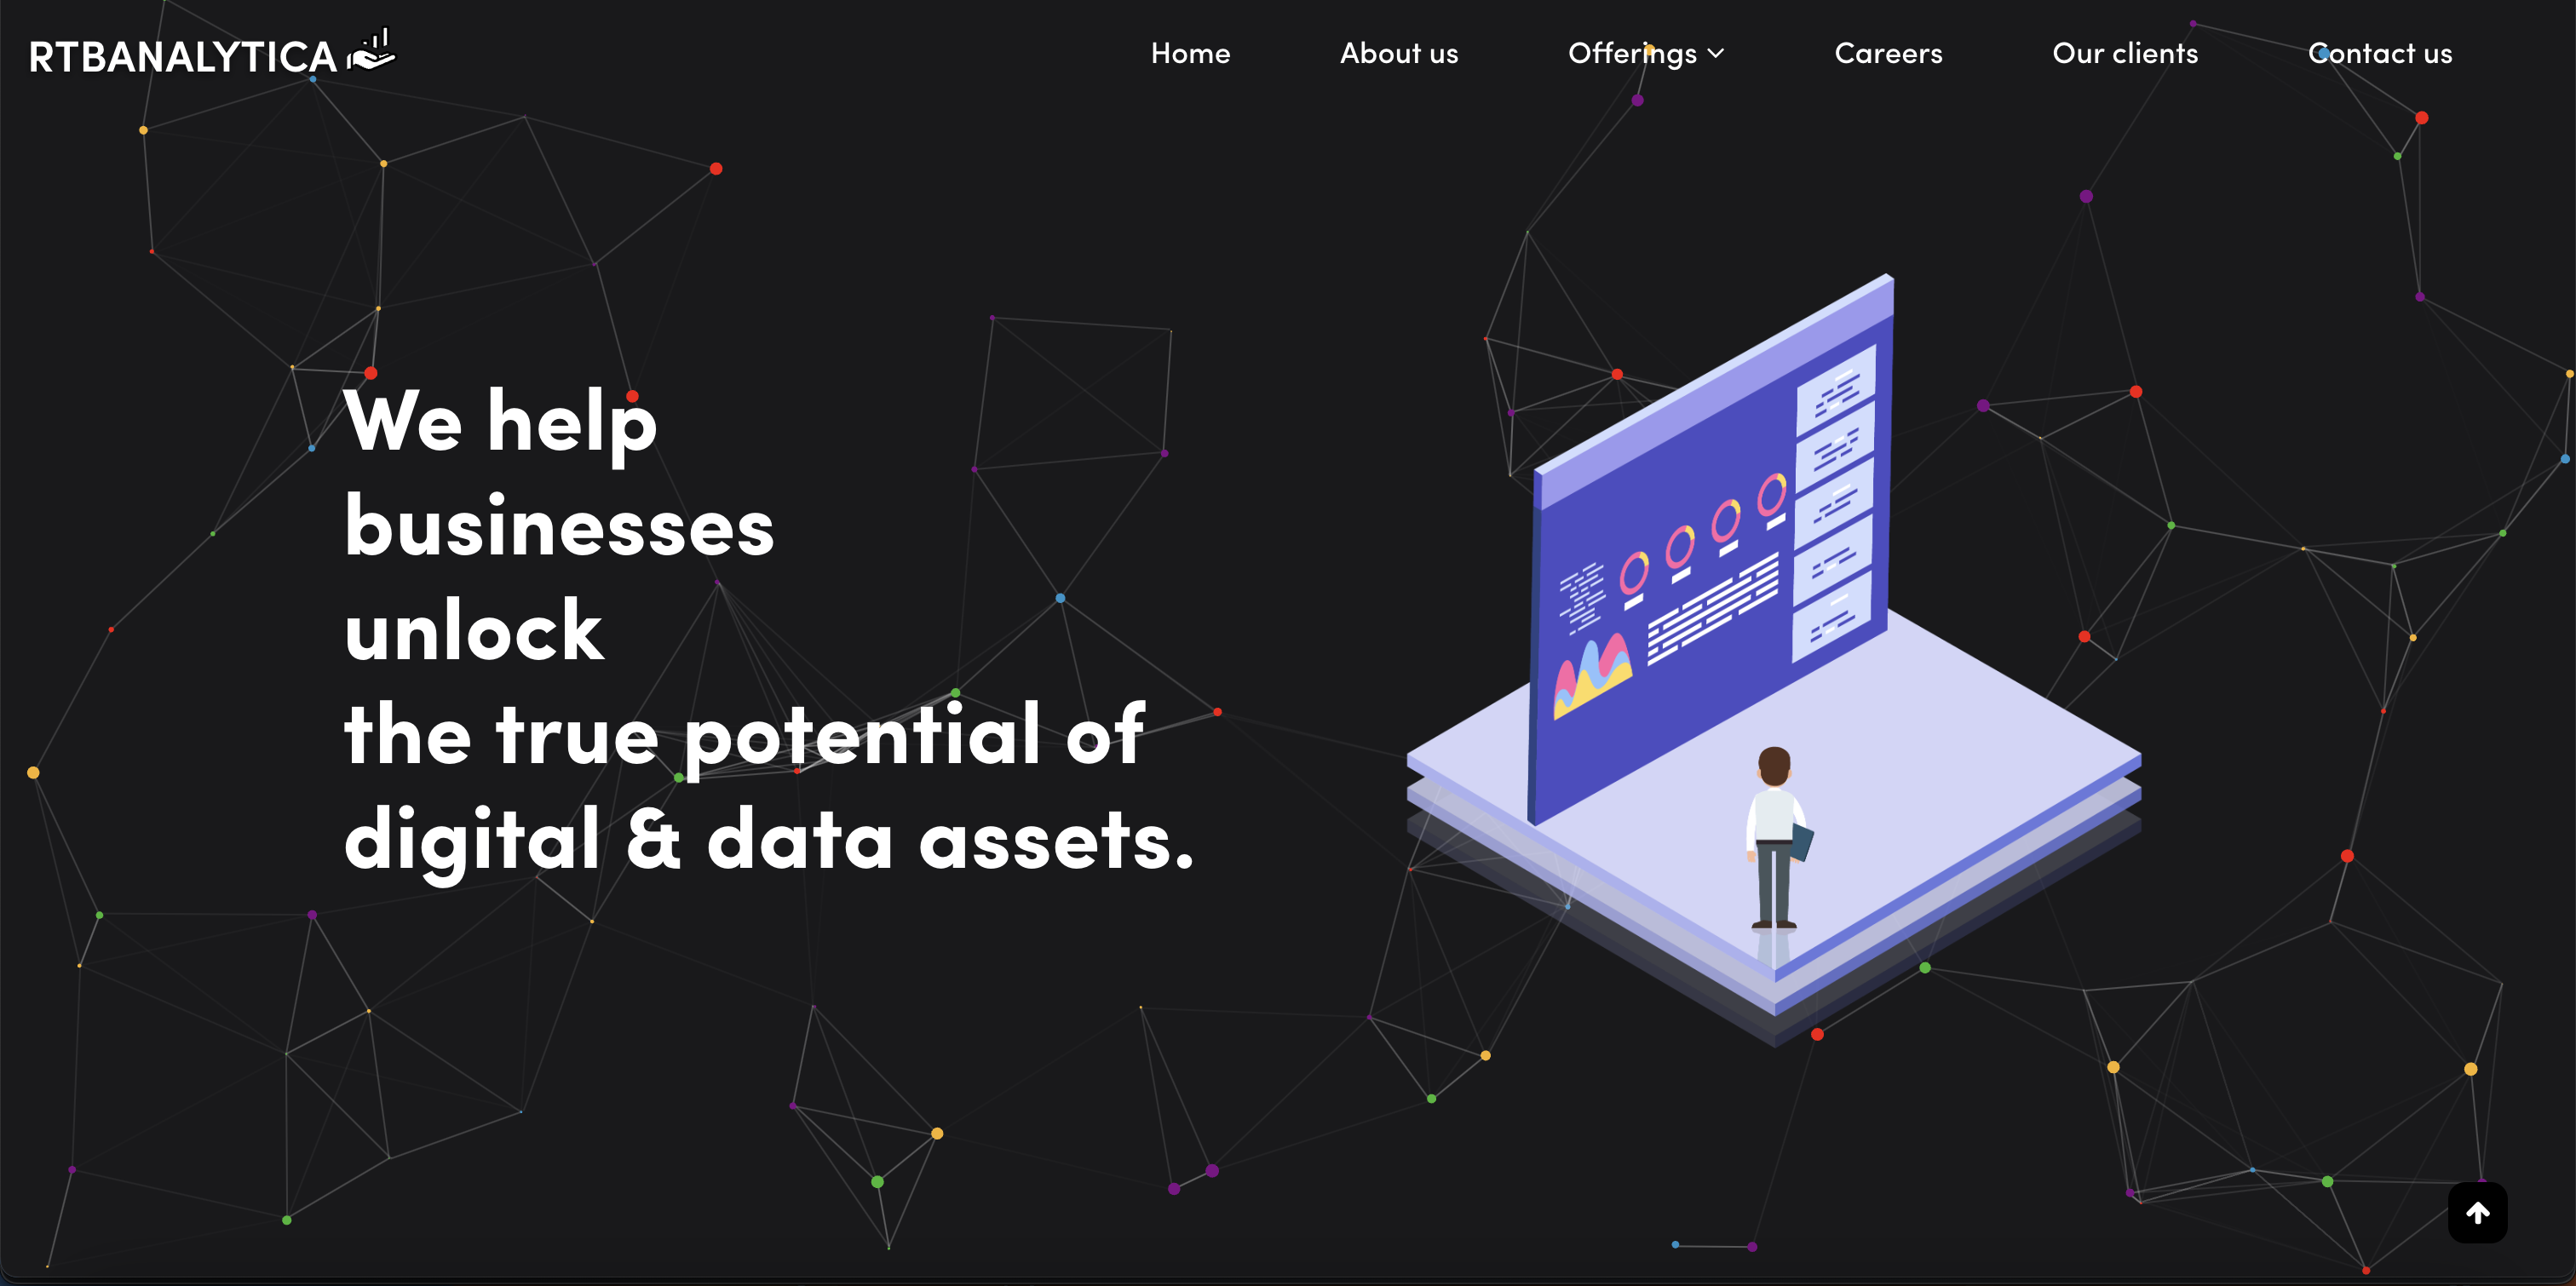 RTBANALYTICA
Home About us Offerings Careers Our clients Contact us
We help
businesses
unlock
the true potential of
digital & data assets.